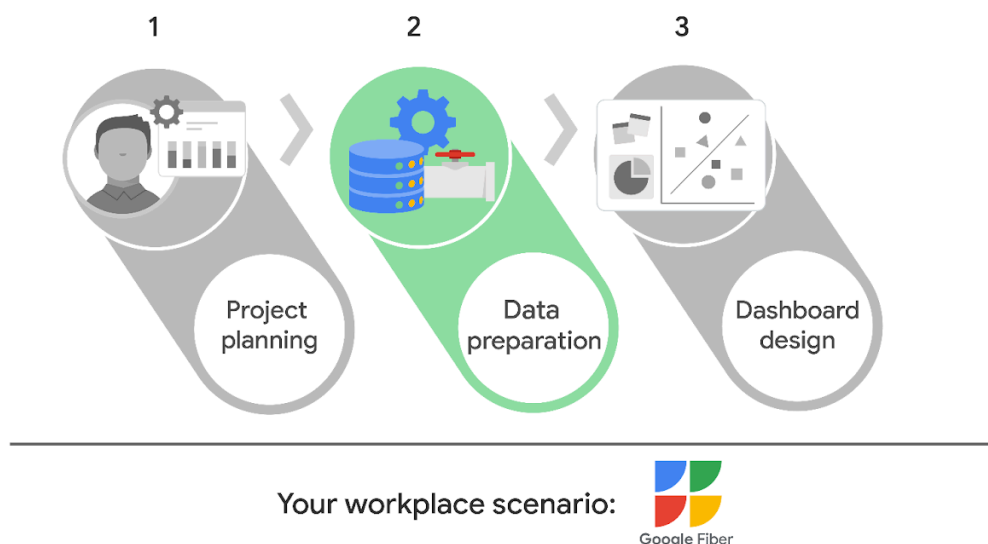 1
2
3
Project
planning
Data
preparation
Dashboard
design
Your workplace scenario:
Google Fiber